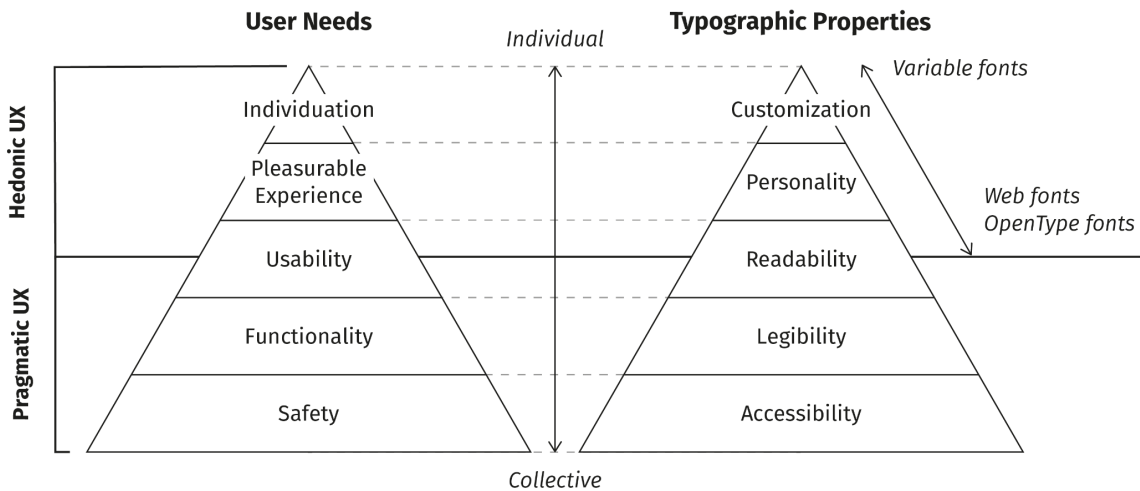 User Needs
Typographic Properties
Individual
Variable fonts
Hedonic UX
Individuation
Customization
Pleasurable
Experience
Personality
Web fonts
OpenType fonts
Usability
Readability
Pragmatic UX
Functionality
Legibility
Safety
Accessibility
Collective